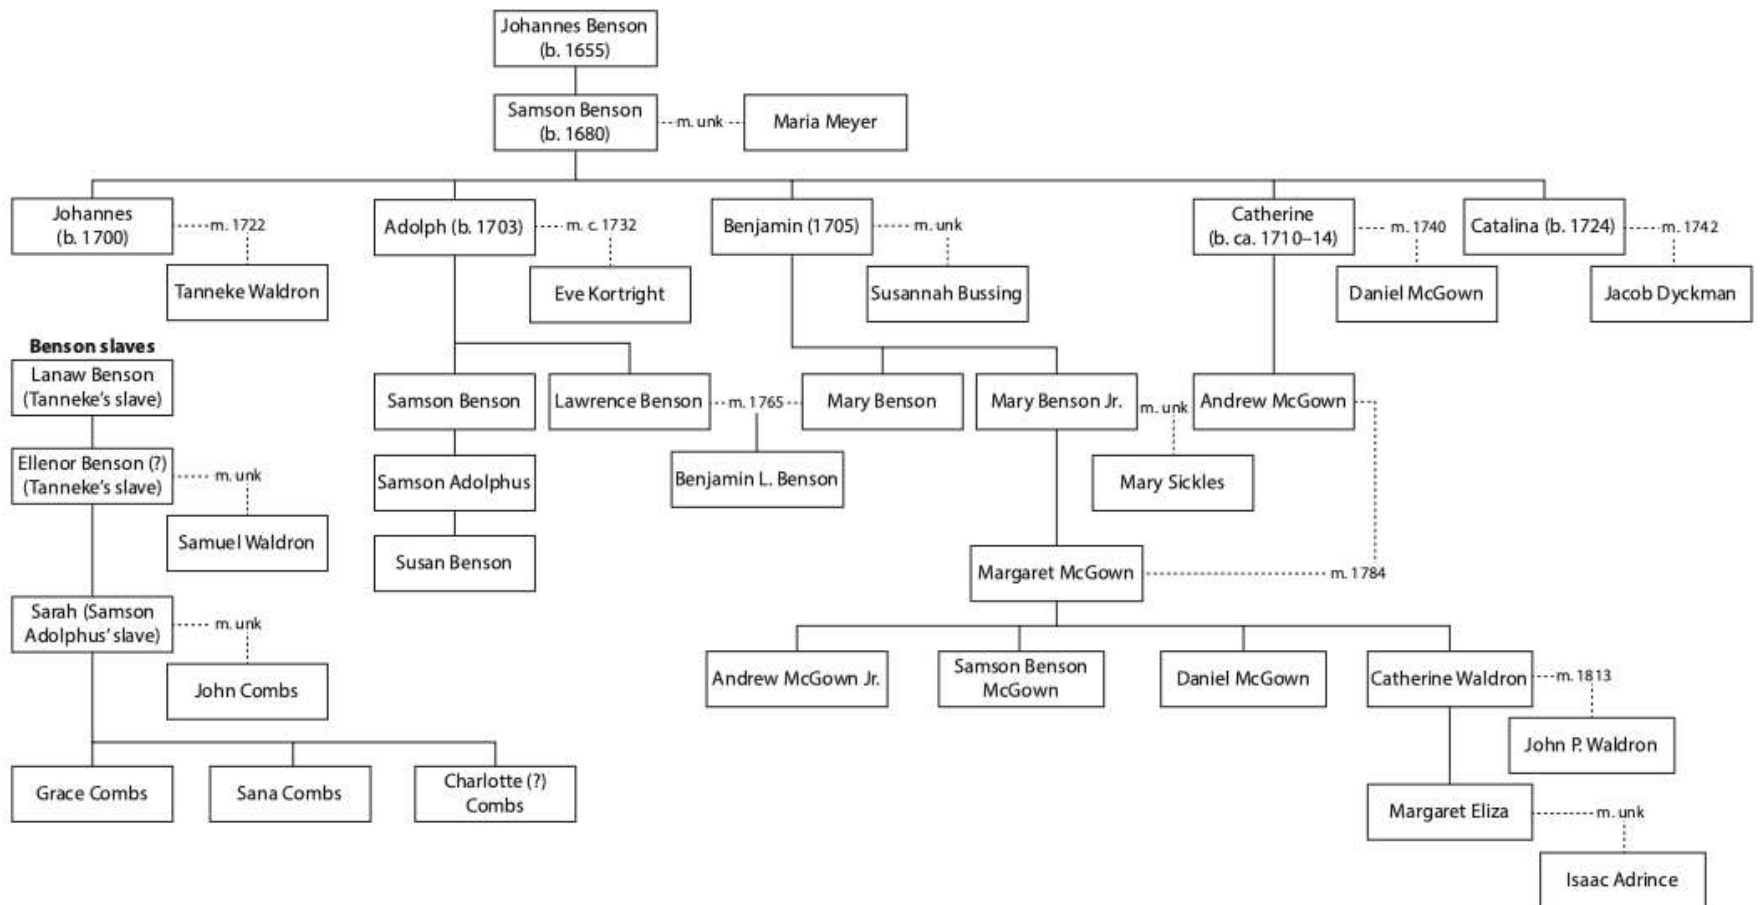 Johannes Benson
(b. 1655)
Samson Benson
(b. 1680)
m. unk
Maria Meyer
Johannes
(b. 1700)
m. 1722
Adolph (b. 1703)
m. c. 1732
Benjamin (1705)
m. unk
Catherine
(b. ca. 1710–14)
m. 1740
Catalina (b. 1724)
m. 1742
Tanneke Waldron
Eve Kortright
Susannah Bussing
Daniel McGown
Jacob Dyckman
Benson slaves
Lanaw Benson
(Tanneke's slave)
Samson Benson
Lawrence Benson
m. 1765
Mary Benson
Mary Benson Jr.
m. unk
Andrew McGown
Ellenor Benson (?)
(Tanneke's slave)
m. unk
Samson Adolphus
Benjamin L. Benson
Mary Sickles
Samuel Waldron
Susan Benson
Margaret McGown
m. 1784
Sarah (Samson
Adolphus' slave)
m. unk
John Combs
Andrew McGown Jr.
Samson Benson
McGown
Daniel McGown
Catherine Waldron
m. 1813
John P. Waldron
Grace Combs
Sana Combs
Charlotte (?)
Combs
Margaret Eliza
m. unk
Isaac Adrince